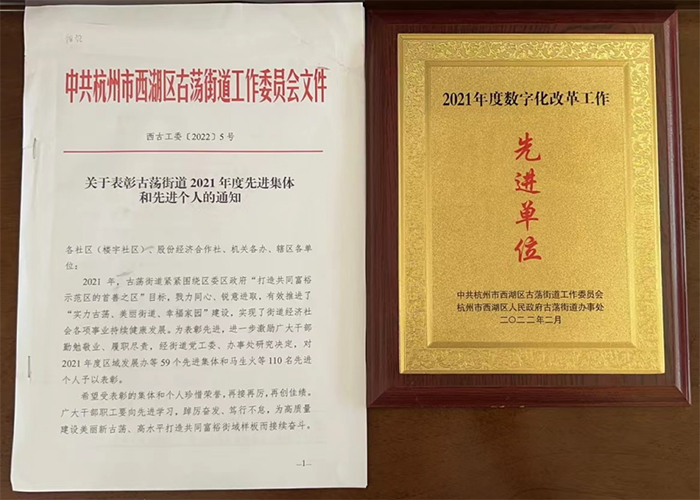 中共杭州市西湖区古荡街道工作委员会文件
西古工委〔2022〕5号
关于表彰古荡街道2021年度先进集体
和先进个人的通知
各社区（楼宇社区）、股份经济合作社、机关各办、辖区各单
位：
2021年，古荡街道紧紧围绕区委区政府“打造共同富裕
示范区的首善之区”目标，戮力同心、锐意进取，有效推进了
“实力古荡、美丽街道、幸福家园”建设，实现了街道经济社
会各项事业持续健康发展。为表彰先进，进一步激励广大干部
勤勉敬业、履职尽责，经街道党工委、办事处研究决定，对
2021年度区域发展办等59个先进集体和马生火等110名先进
个人予以表彰。
希望受表彰的集体和个人珍惜荣誉，再接再厉，再创佳绩。
广大干部职工要向先进学习，踔厉奋发、笃行不怠，为高质量
建设美丽新古荡、高水平打造共同富裕街域样板而接续奋斗。
—1—
2021年度数字化改革工作
先进单位
中共杭州市西湖区古荡街道工作委员会
杭州市西湖区人民政府古荡街道办事处
二〇二二年二月